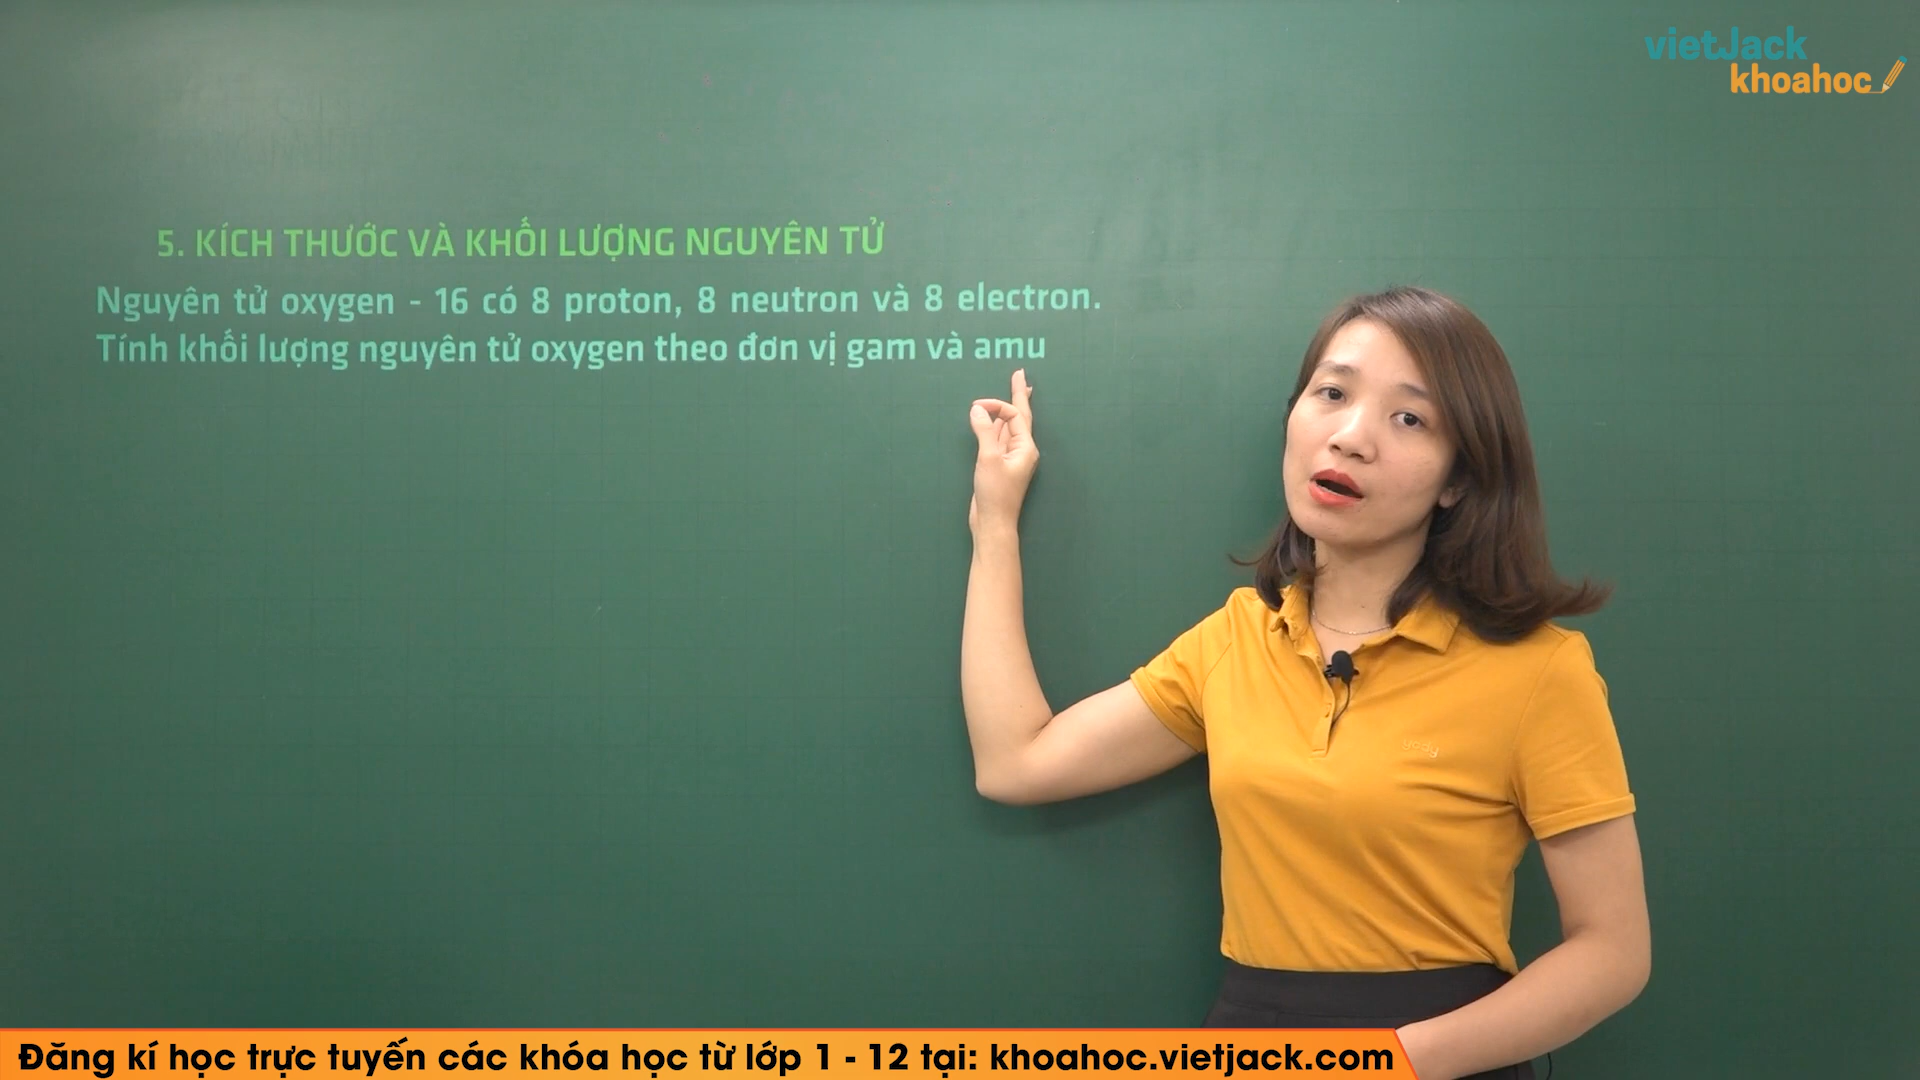 vietJack
khoahoc
5. KÍCH THƯỚC VÀ KHỐI LƯỢNG NGUYÊN TỬ
Nguyên tử oxygen - 16 có 8 proton, 8 neutron và 8 electron.
Tính khối lượng nguyên tử oxygen theo đơn vị gam và amu
yody
Đăng kí học trực tuyến các khóa học từ lớp 1 - 12 tại: khoahoc.vietjack.com